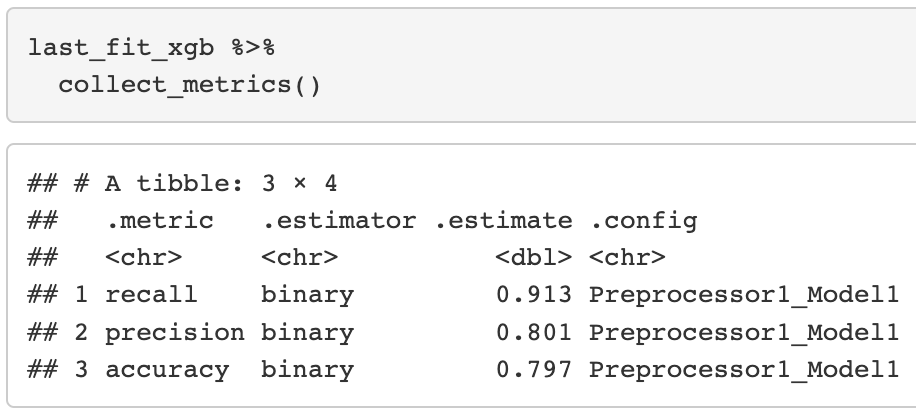 last_fit_xgb %>%
  collect_metrics()
## # A tibble: 3 × 4
##   .metric   .estimator .estimate .config
##   <chr>     <chr>          <dbl> <chr>
## 1 recall    binary         0.913 Preprocessor1_Model1
## 2 precision binary         0.801 Preprocessor1_Model1
## 3 accuracy  binary         0.797 Preprocessor1_Model1